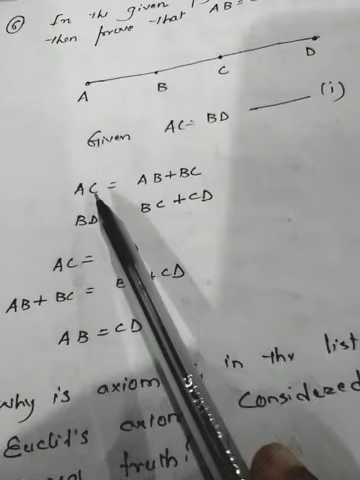 6 In the given
then prove that AB =
A B C D
Given AC = BD (i)
AC = AB + BC
BD BC + CD
AC =
AB + BC = B + CD
AB = CD
Why is axiom in the list
Euclid's axiom Considered
truth